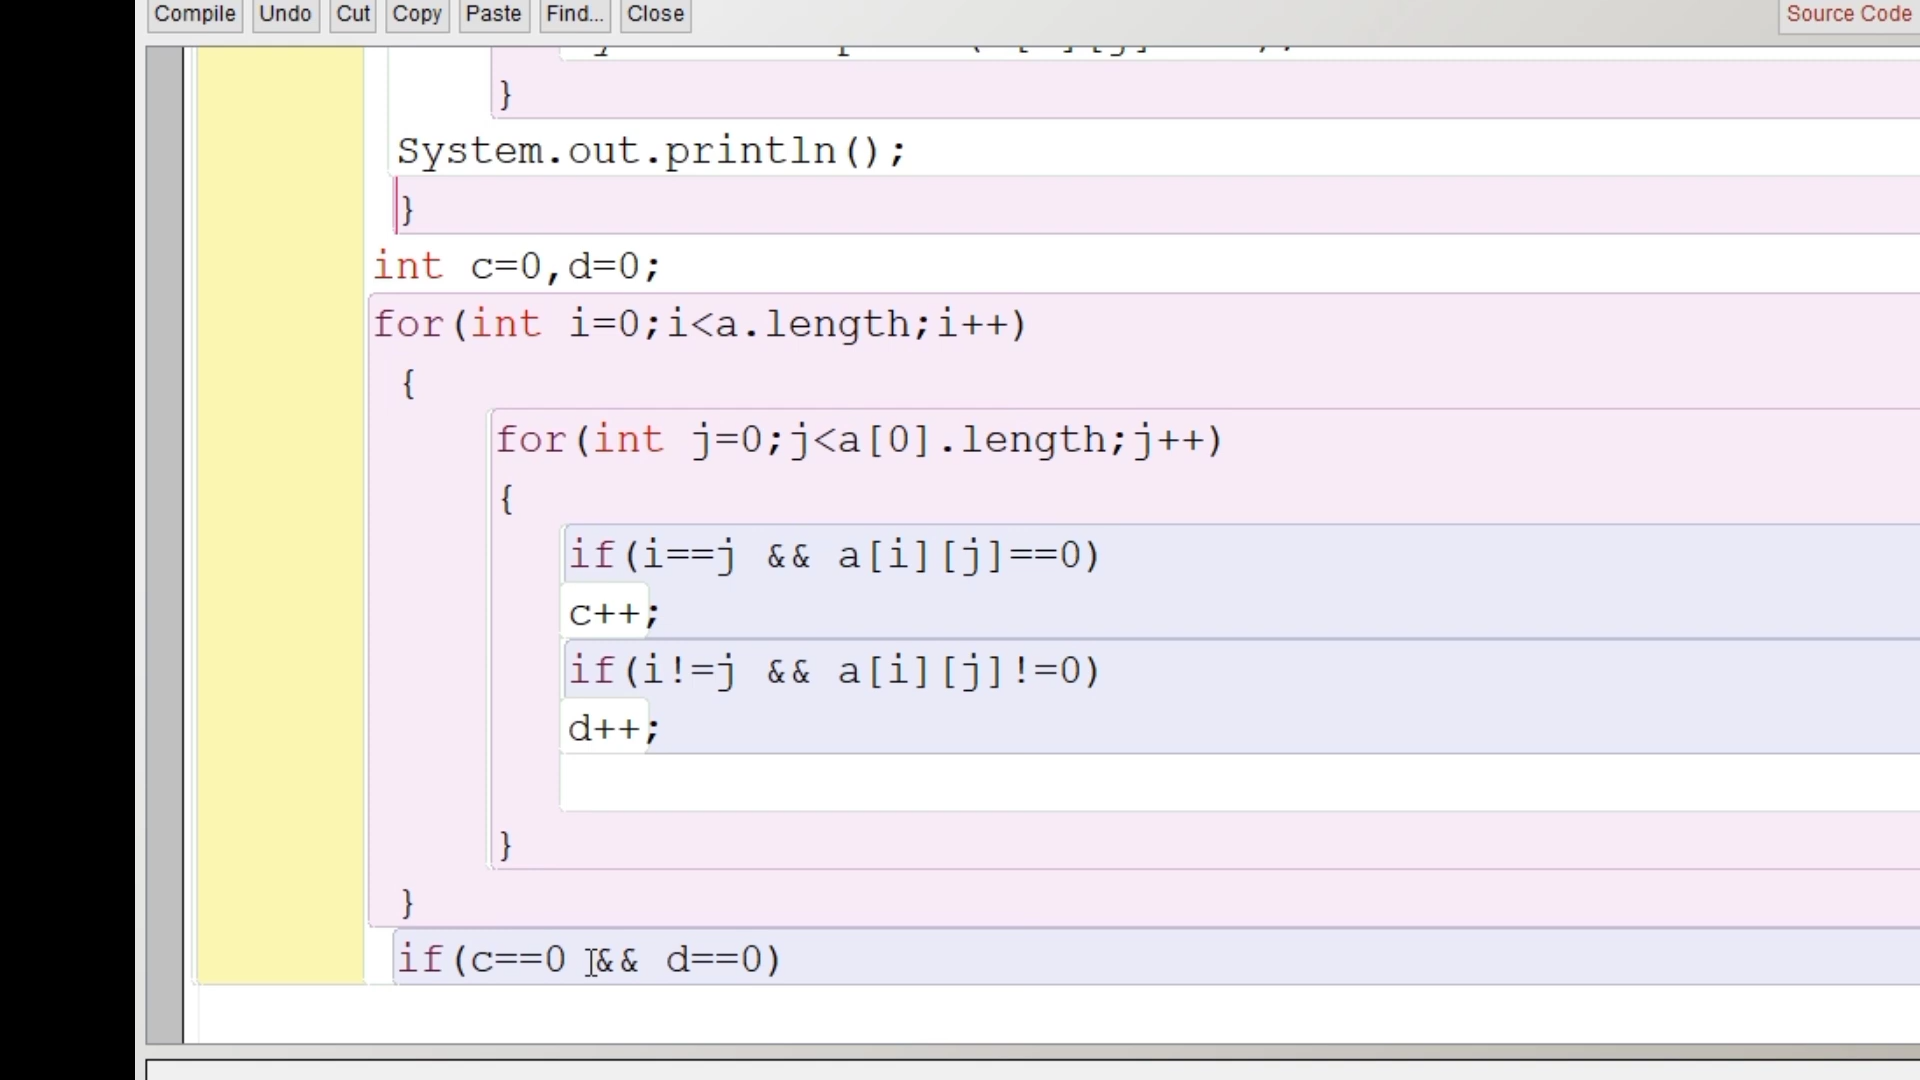 Compile Undo Cut Copy Paste Find... Close Source Code
}
System.out.println();
}
int c=0,d=0;
for(int i=0;i<a.length;i++)
{
for(int j=0;j<a[0].length;j++)
{
if(i==j && a[i][j]==0)
c++;
if(i!=j && a[i][j]!=0)
d++;
}
}
if(c==0 && d==0)